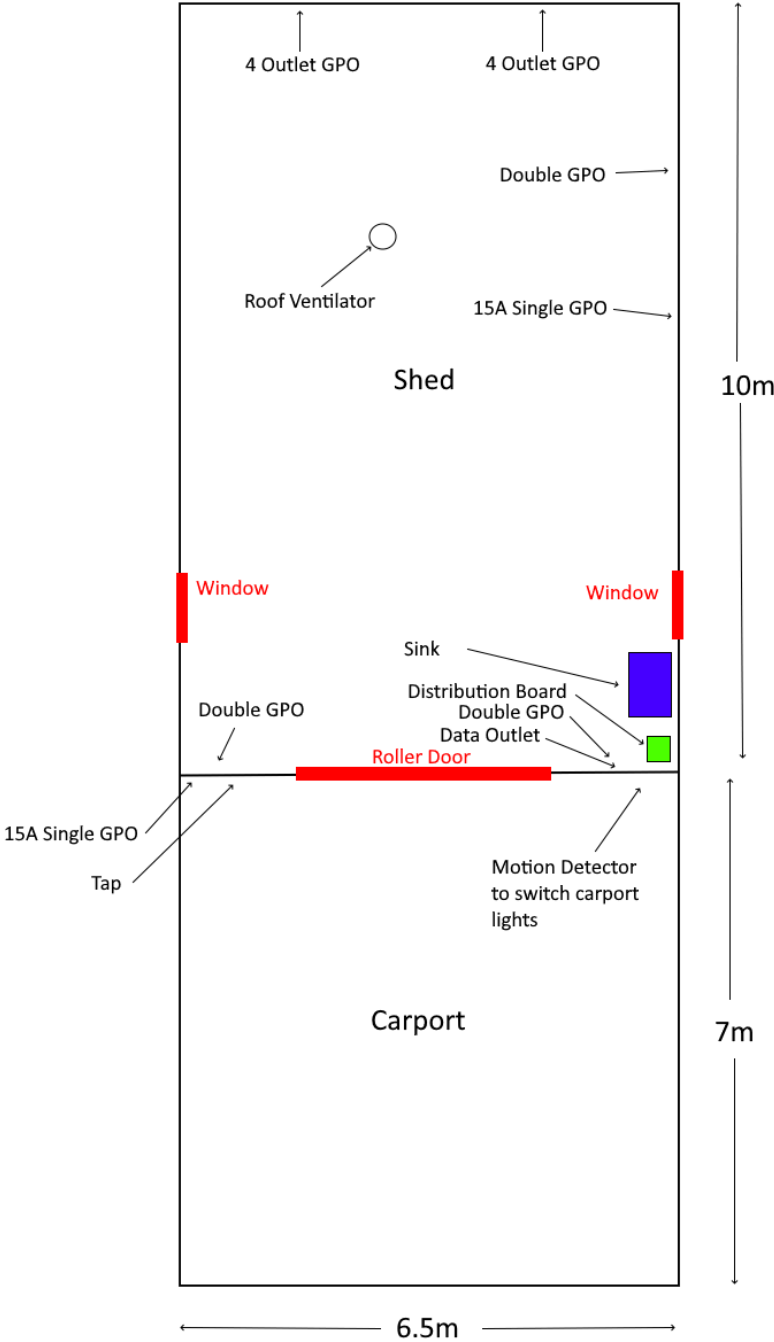 4 Outlet GPO
4 Outlet GPO
Double GPO
Roof Ventilator
15A Single GPO
Shed
10m
Window
Window
Sink
Distribution Board
Double GPO
Double GPO
Data Outlet
Roller Door
15A Single GPO
Tap
Motion Detector
to switch carport
lights
Carport
7m
6.5m